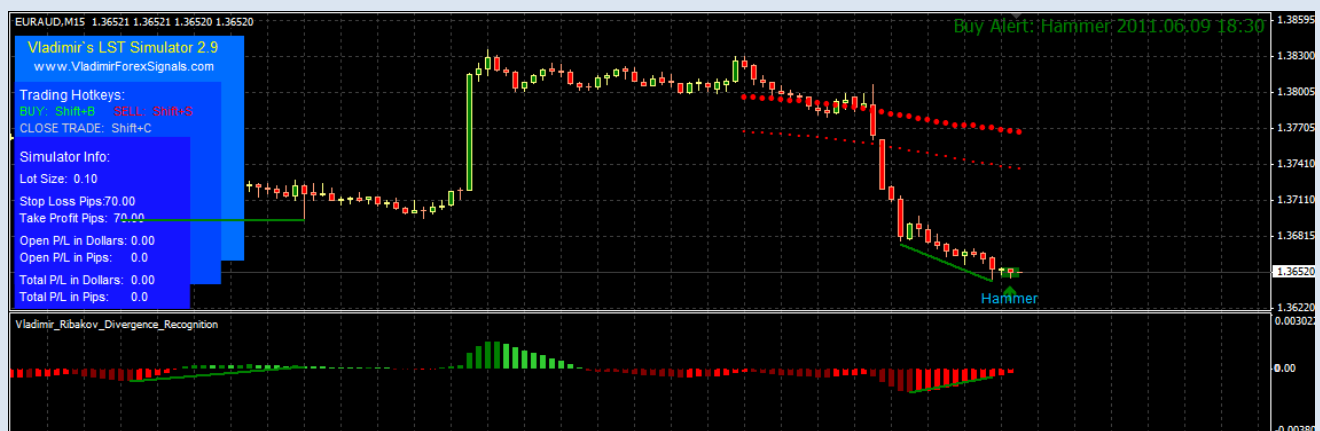 EURAUD,M15 1.36521 1.36521 1.36520 1.36520
Buy Alert: Hammer 2011.06.09 18:30
Vladimir`s LST Simulator 2.9
www.VladimirForexSignals.com
Trading Hotkeys:
BUY: Shift+B SELL: Shift+S
CLOSE TRADE: Shift+C
Simulator Info:
Lot Size: 0.10
Stop Loss Pips:70.00
Take Profit Pips: 70.00
Open P/L in Dollars: 0.00
Open P/L in Pips: 0.0
Total P/L in Dollars: 0.00
Total P/L in Pips: 0.0
Hammer
1.38595
1.38300
1.38005
1.37705
1.37410
1.37110
1.36815
1.36520
1.36220
Vladimir_Ribakov_Divergence_Recognition
0.003022
0.00
-0.00380